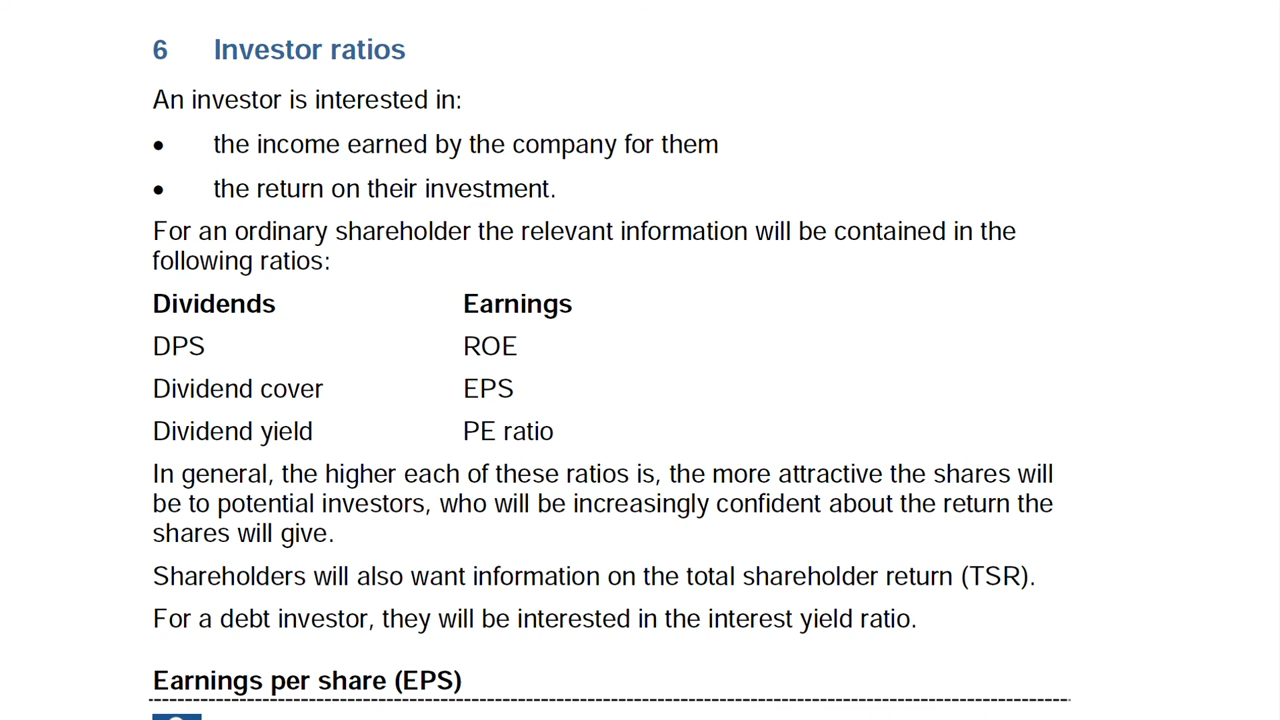 6 Investor ratios
An investor is interested in:
• the income earned by the company for them
• the return on their investment.
For an ordinary shareholder the relevant information will be contained in the
following ratios:
Dividends Earnings
DPS ROE
Dividend cover EPS
Dividend yield PE ratio
In general, the higher each of these ratios is, the more attractive the shares will
be to potential investors, who will be increasingly confident about the return the
shares will give.
Shareholders will also want information on the total shareholder return (TSR).
For a debt investor, they will be interested in the interest yield ratio.
Earnings per share (EPS)